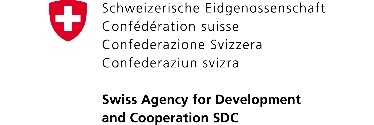 Schweizerische Eidgenossenschaft
Confédération suisse
Confederazione Svizzera
Confederaziun svizra
Swiss Agency for Development
and Cooperation SDC